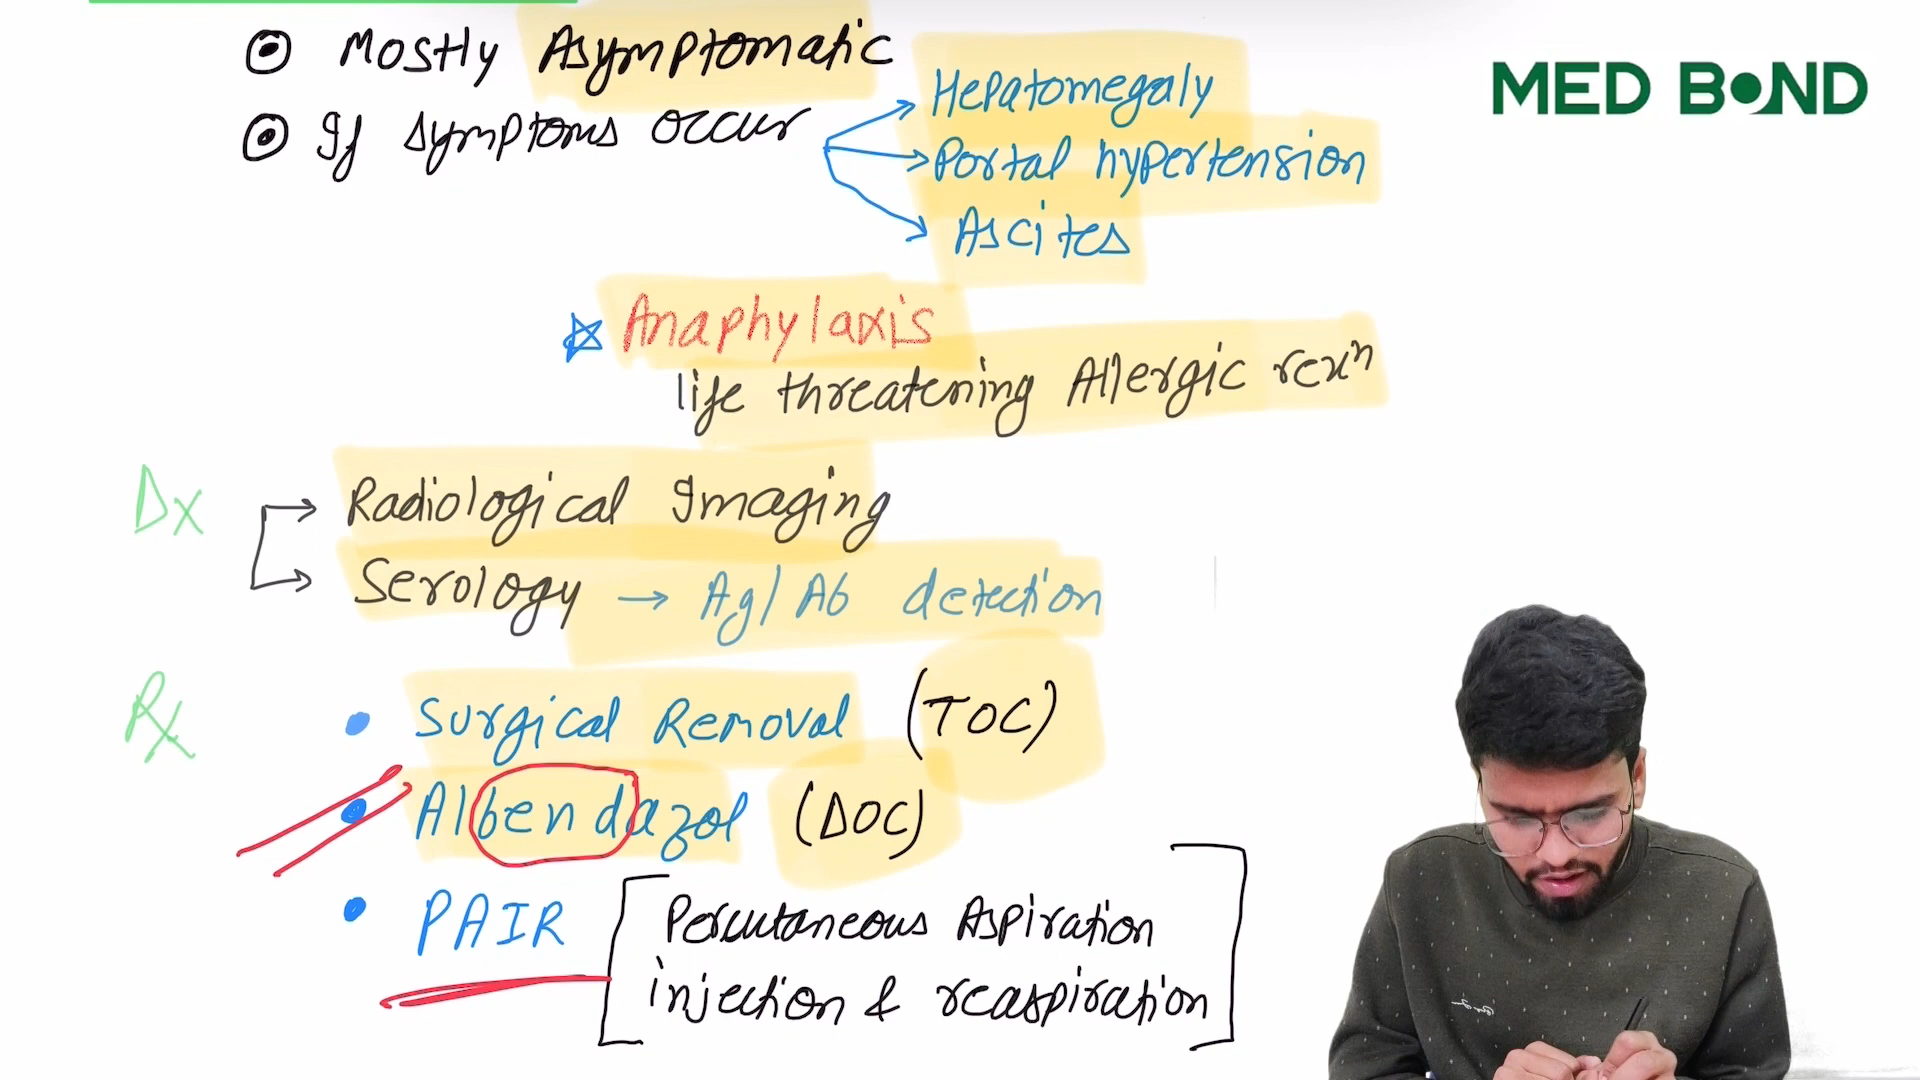 Mostly Asymptomatic
MED BOND
If symptoms occur
Hepatomegaly
Portal hypertension
Ascites
Anaphylaxis
life threatening Allergic rexn
Dx
Radiological Imaging
Serology → Ag/Ab detection
Rx
Surgical Removal (TOC)
Albendazol (DOC)
PAIR
[Percutaneous Aspiration
injection & reaspiration]